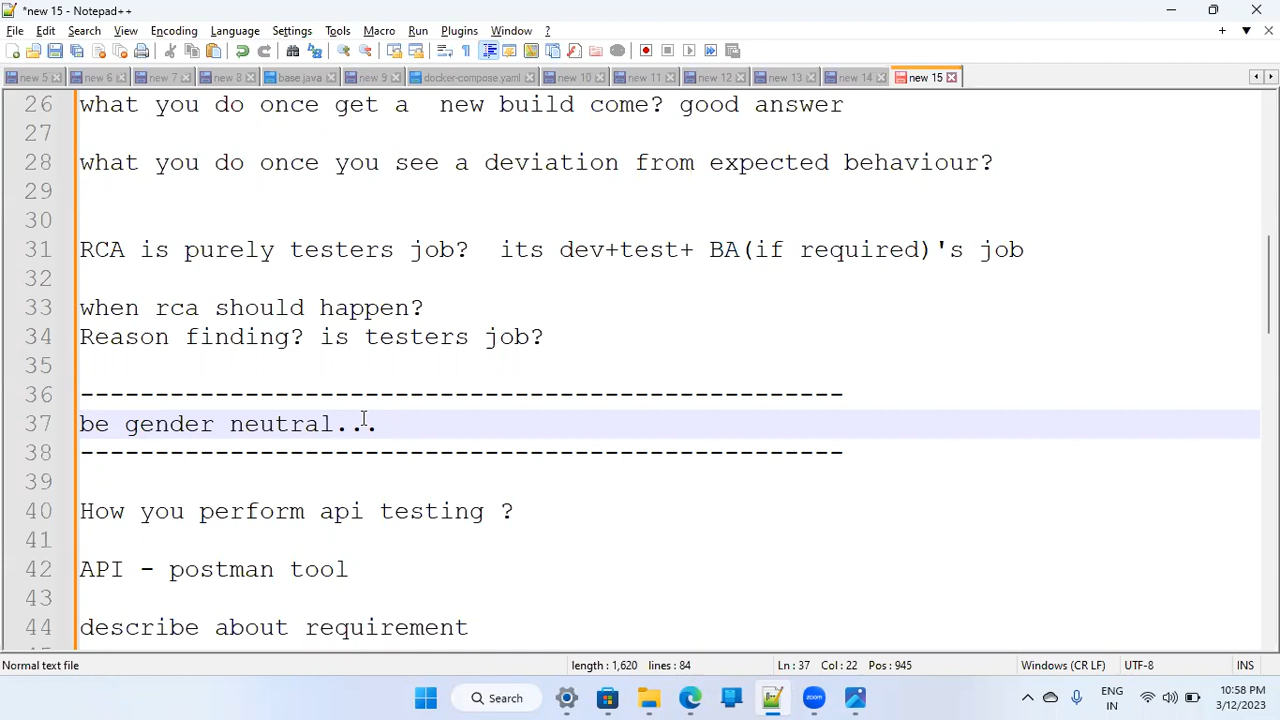 *new 15 - Notepad++
File Edit Search View Encoding Language Settings Tools Macro Run Plugins Window ?
new 5 new 6 new 7 new 8 base.java new 9 docker-compose.yaml new 10 new 11 new 12 new 13 new 14 new 15
26 what you do once get a  new build come? good answer
27
28 what you do once you see a deviation from expected behaviour?
29
30
31 RCA is purely testers job?  its dev+test+ BA(if required)'s job
32
33 when rca should happen?
34 Reason finding? is testers job?
35
36 ---------------------------------------------------
37 be gender neutral...
38 ---------------------------------------------------
39
40 How you perform api testing ?
41
42 API - postman tool
43
44 describe about requirement
Normal text file length : 1,620 lines : 84 Ln : 37 Col : 22 Pos : 945 Windows (CR LF) UTF-8 INS
Search zoom ENG IN 10:58 PM 3/12/2023